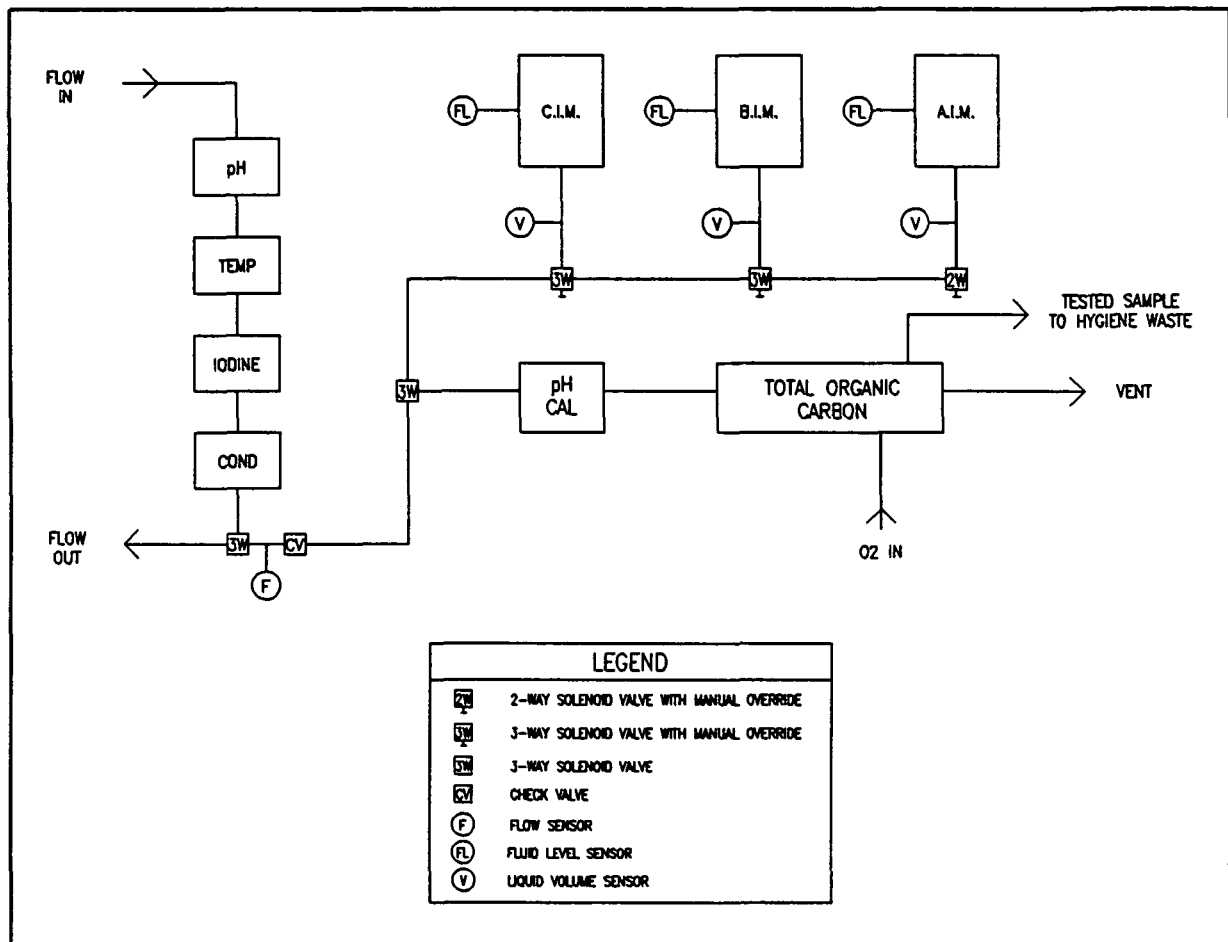 FLOW
IN
pH
TEMP
IODINE
COND
FLOW
OUT
3W
F
CV
3W
FL
C.I.M.
FL
B.I.M.
FL
A.I.M.
V
V
V
3W
3W
2W
pH
CAL
TOTAL ORGANIC
CARBON
TESTED SAMPLE
TO HYGIENE WASTE
VENT
O2 IN
LEGEND
2W 2-WAY SOLENOID VALVE WITH MANUAL OVERRIDE
3W 3-WAY SOLENOID VALVE WITH MANUAL OVERRIDE
3W 3-WAY SOLENOID VALVE
CV CHECK VALVE
F FLOW SENSOR
FL FLUID LEVEL SENSOR
V LIQUID VOLUME SENSOR